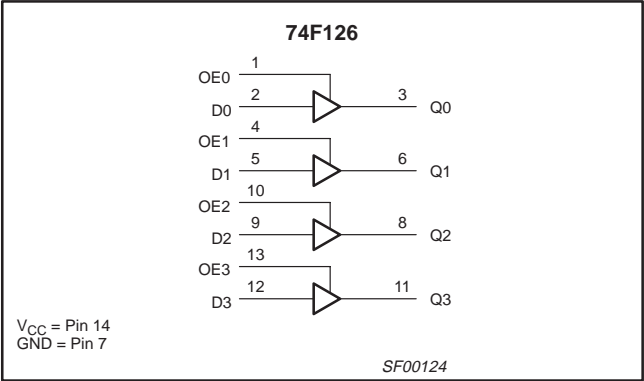 74F126
OE0 1
D0 2 3 Q0
OE1 4
D1 5 6 Q1
OE2 10
D2 9 8 Q2
OE3 13
D3 12 11 Q3
VCC = Pin 14
GND = Pin 7
SF00124